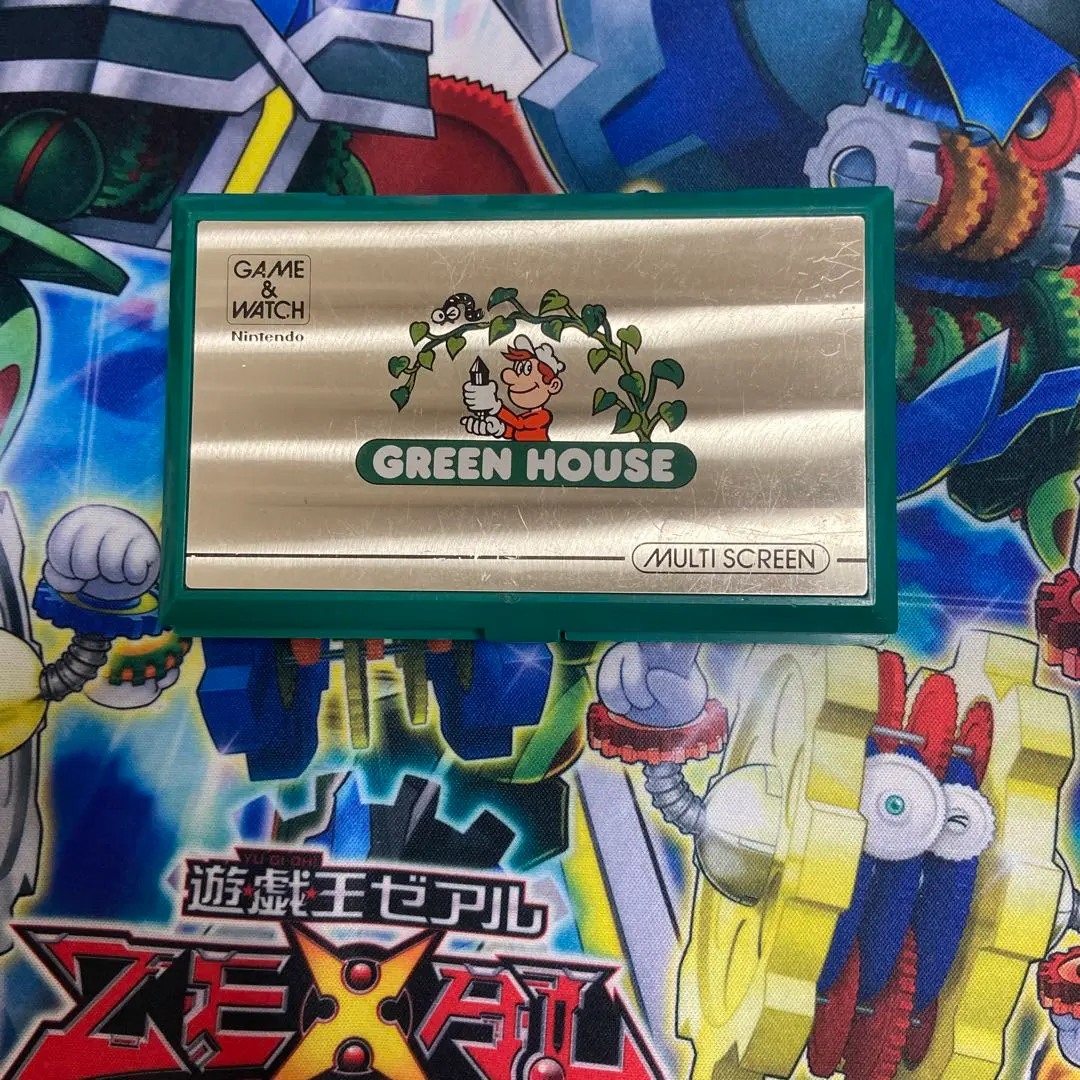 GAME
&
WATCH
Nintendo
GREEN HOUSE
MULTI SCREEN
YU GI OH!
遊戯王ゼアル
ZEXAL